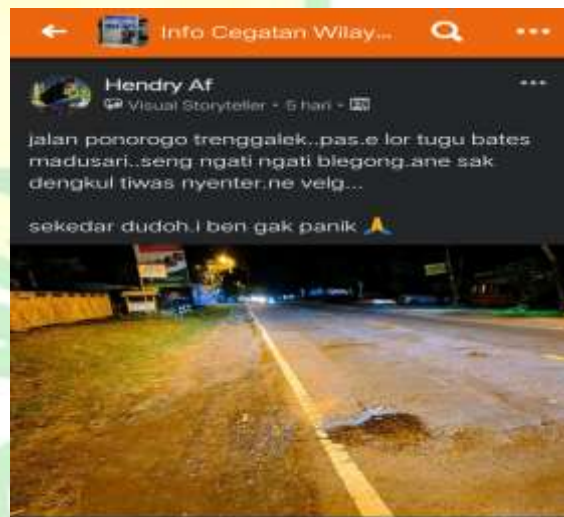 Info Cegatan Wilay...
Hendry Af
Visual Storyteller • 5 hari •
jalan ponorogo trenggalek..pas.e lor tugu bates
madusari..seng ngati ngati blegong.ane sak
dengkul tiwas nyenter.ne velg...
sekedar dudoh.i ben gak panik 🙏